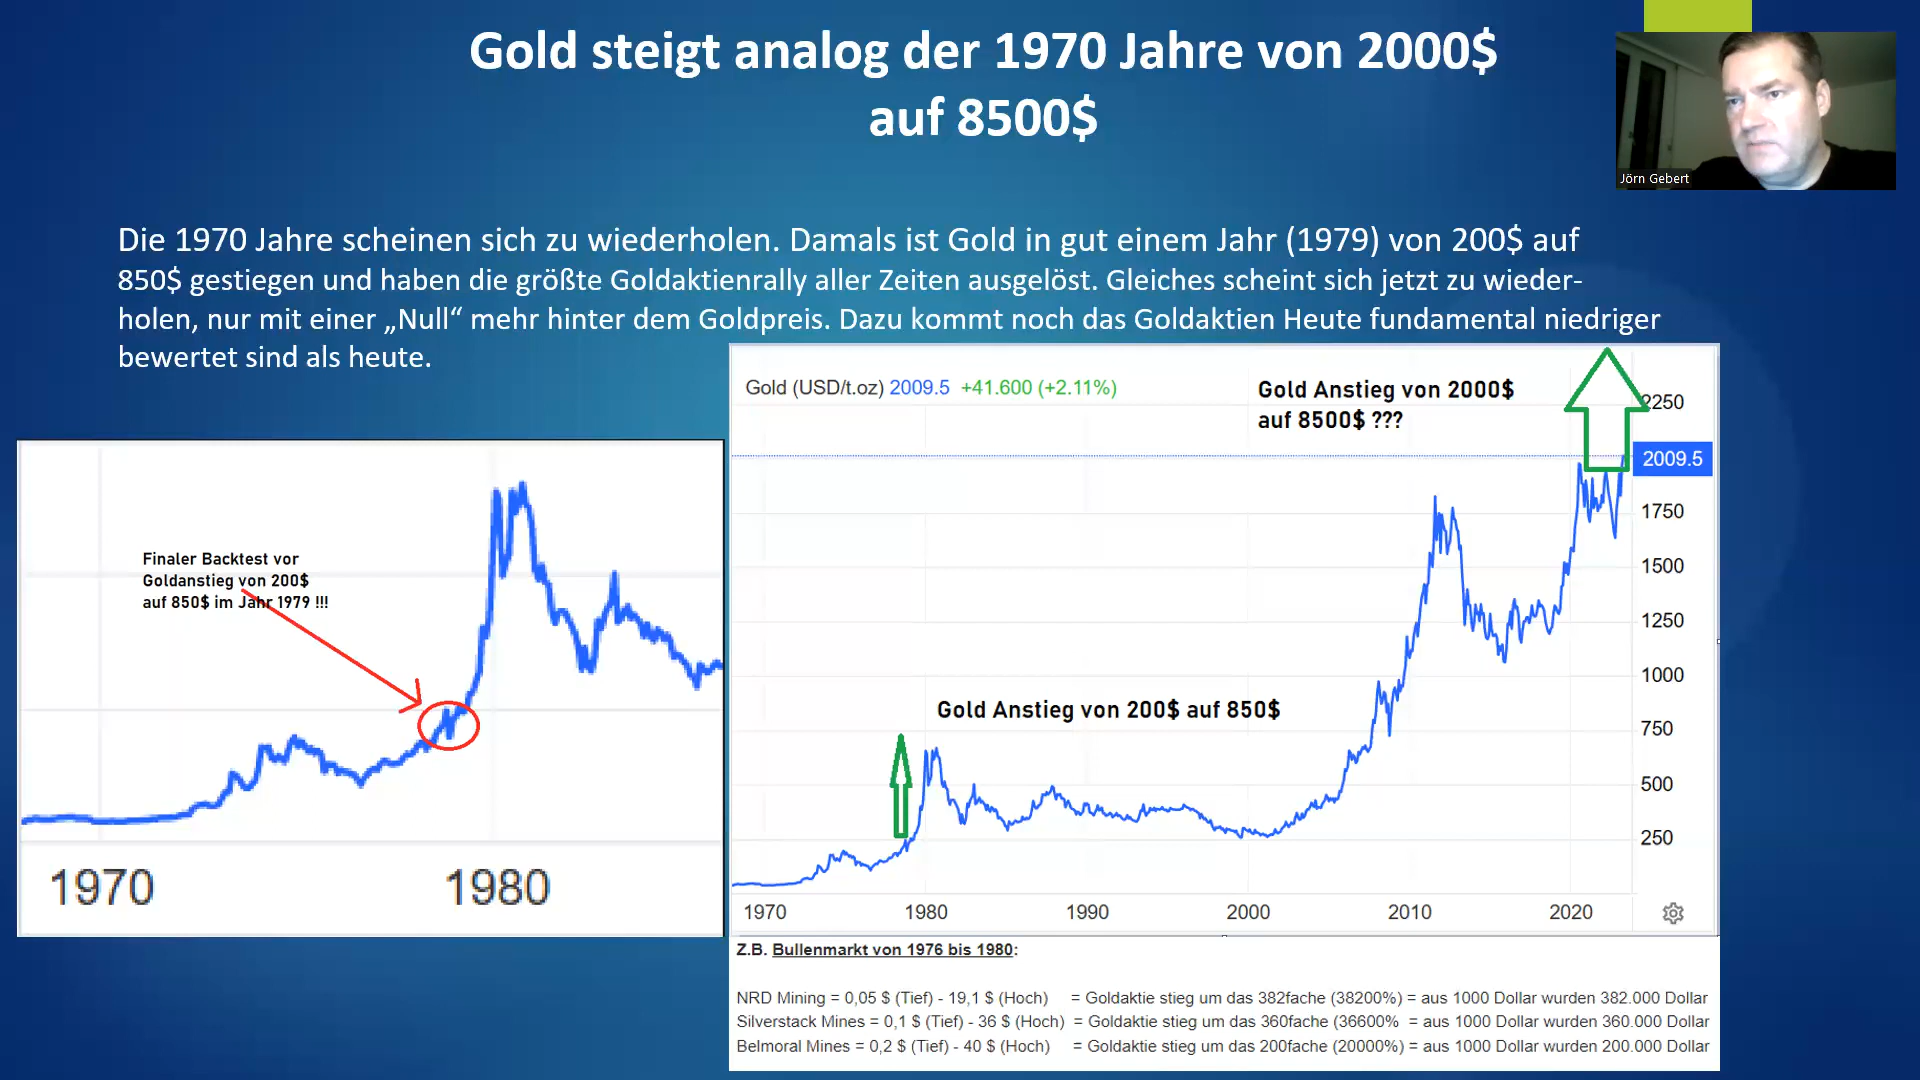 Gold steigt analog der 1970 Jahre von 2000$
auf 8500$
Jörn Gebert
Die 1970 Jahre scheinen sich zu wiederholen. Damals ist Gold in gut einem Jahr (1979) von 200$ auf
850$ gestiegen und haben die größte Goldaktienrally aller Zeiten ausgelöst. Gleiches scheint sich jetzt zu wieder-
holen, nur mit einer „Null“ mehr hinter dem Goldpreis. Dazu kommt noch das Goldaktien Heute fundamental niedriger
bewertet sind als heute.
Finaler Backtest vor
Goldanstieg von 200$
auf 850$ im Jahr 1979 !!!
1970 1980
Gold (USD/t.oz) 2009.5 +41.600 (+2.11%)
Gold Anstieg von 2000$
auf 8500$ ???
2250
2009.5
1750
1500
1250
1000
750
500
250
Gold Anstieg von 200$ auf 850$
1970 1980 1990 2000 2010 2020
Z.B. Bullenmarkt von 1976 bis 1980:
NRD Mining = 0,05 $ (Tief) - 19,1 $ (Hoch) = Goldaktie stieg um das 382fache (38200%) = aus 1000 Dollar wurden 382.000 Dollar
Silverstack Mines = 0,1 $ (Tief) - 36 $ (Hoch) = Goldaktie stieg um das 360fache (36600% = aus 1000 Dollar wurden 360.000 Dollar
Belmoral Mines = 0,2 $ (Tief) - 40 $ (Hoch) = Goldaktie stieg um das 200fache (20000%) = aus 1000 Dollar wurden 200.000 Dollar